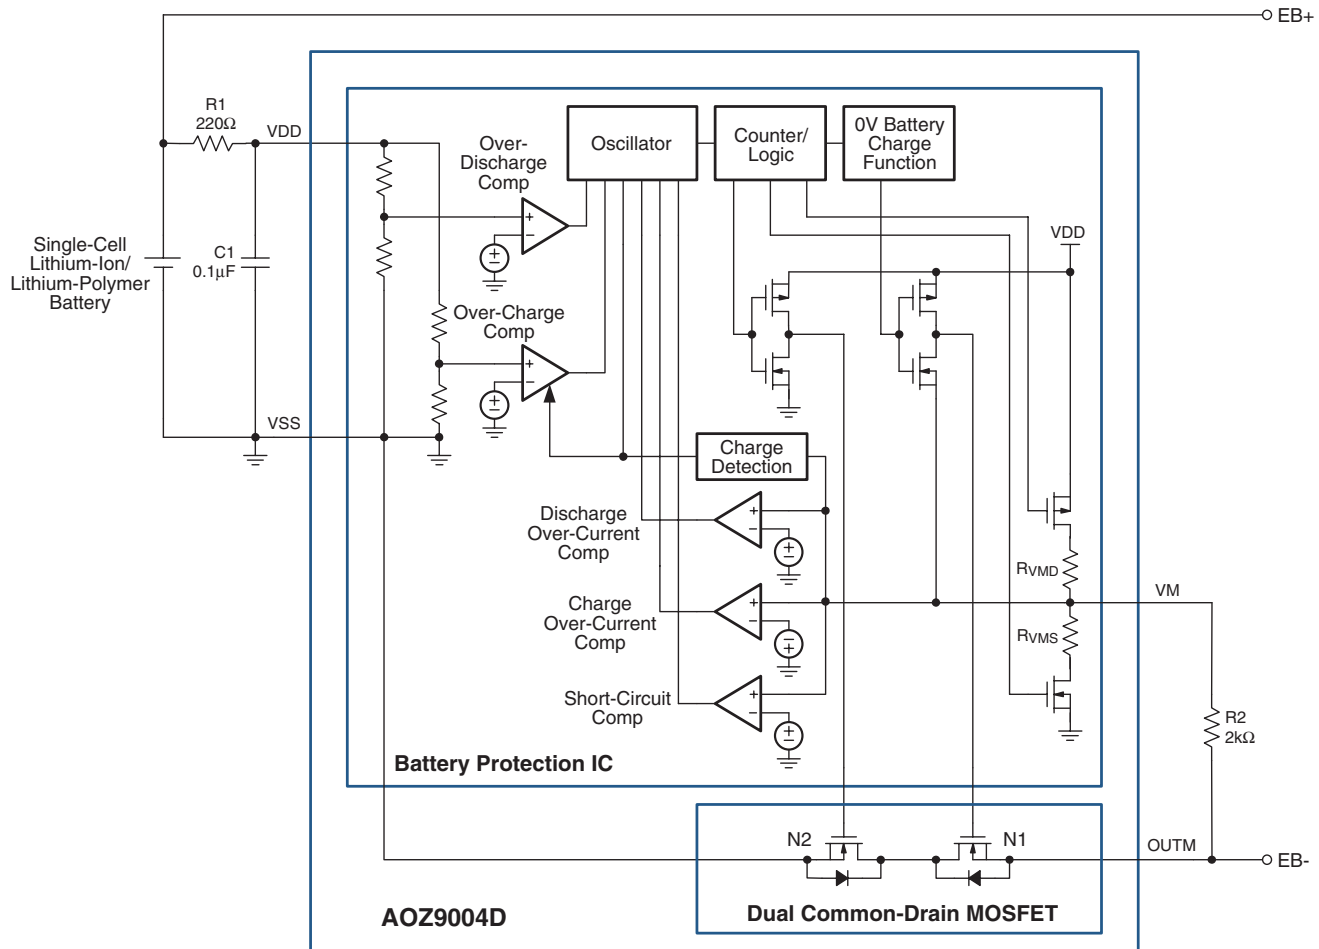 EB+
R1
220Ω
VDD
Over-
Discharge
Comp
Oscillator
Counter/
Logic
0V Battery
Charge
Function
VDD
Single-Cell
Lithium-Ion/
Lithium-Polymer
Battery
C1
0.1µF
Over-Charge
Comp
VSS
Charge
Detection
Discharge
Over-Current
Comp
RVMD
VM
Charge
Over-Current
Comp
RVMS
Short-Circuit
Comp
R2
2kΩ
Battery Protection IC
N2
N1
OUTM
EB-
AOZ9004D
Dual Common-Drain MOSFET